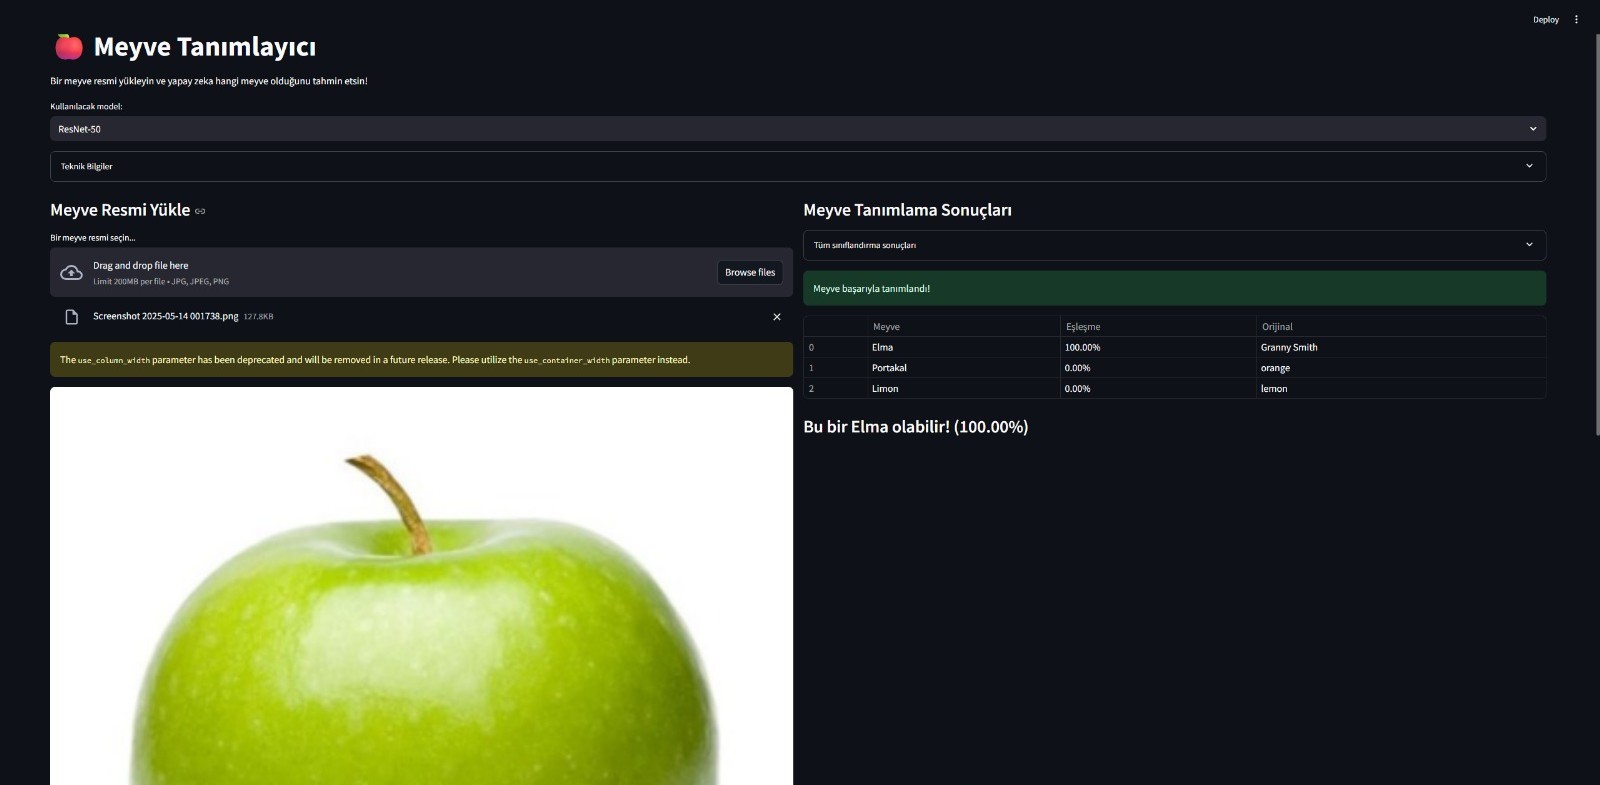 Deploy
Meyve Tanımlayıcı
Bir meyve resmi yükleyin ve yapay zeka hangi meyve olduğunu tahmin etsin!
Kullanılacak model:
ResNet-50
Teknik Bilgiler
Meyve Resmi Yükle
Bir meyve resmi seçin...
Drag and drop file here
Limit 200MB per file • JPG, JPEG, PNG
Browse files
Screenshot 2025-05-14 001738.png 127.8KB
The use_column_width parameter has been deprecated and will be removed in a future release. Please utilize the use_container_width parameter instead.
Meyve Tanımlama Sonuçları
Tüm sınıflandırma sonuçları
Meyve başarıyla tanımlandı!
Meyve Eşleşme Orijinal
0 Elma 100.00% Granny Smith
1 Portakal 0.00% orange
2 Limon 0.00% lemon
Bu bir Elma olabilir! (100.00%)